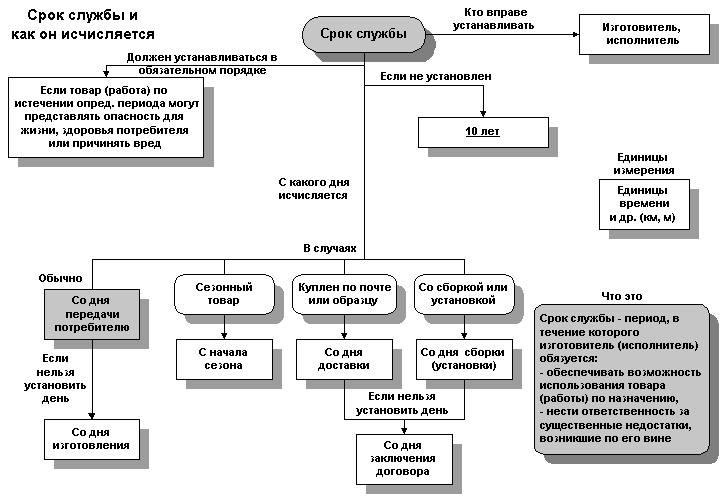 Срок службы и
как он исчисляется
Срок службы
Кто вправе
устанавливать
Изготовитель,
исполнитель
Должен устанавливаться в
обязательном порядке
Если товар (работа) по
истечении опред. периода могут
представлять опасность для
жизни, здоровья потребителя
или причинять вред
Если не установлен
10 лет
Единицы
измерения
Единицы
времени
и др. (км, м)
С какого дня
исчисляется
В случаях
Обычно
Со дня
передачи
потребителю
Сезонный
товар
Куплен по почте
или образцу
Со сборкой или
установкой
Если
нельзя
установить
день
С начала
сезона
Со дня
доставки
Со дня сборки
(установки)
Если нельзя
установить день
Со дня
изготовления
Со дня
заключения
договора
Что это
Срок службы - период, в
течение которого
изготовитель (исполнитель)
обязуется:
- обеспечивать возможность
использования товара
(работы) по назначению,
- нести ответственность за
существенные недостатки,
возникшие по его вине